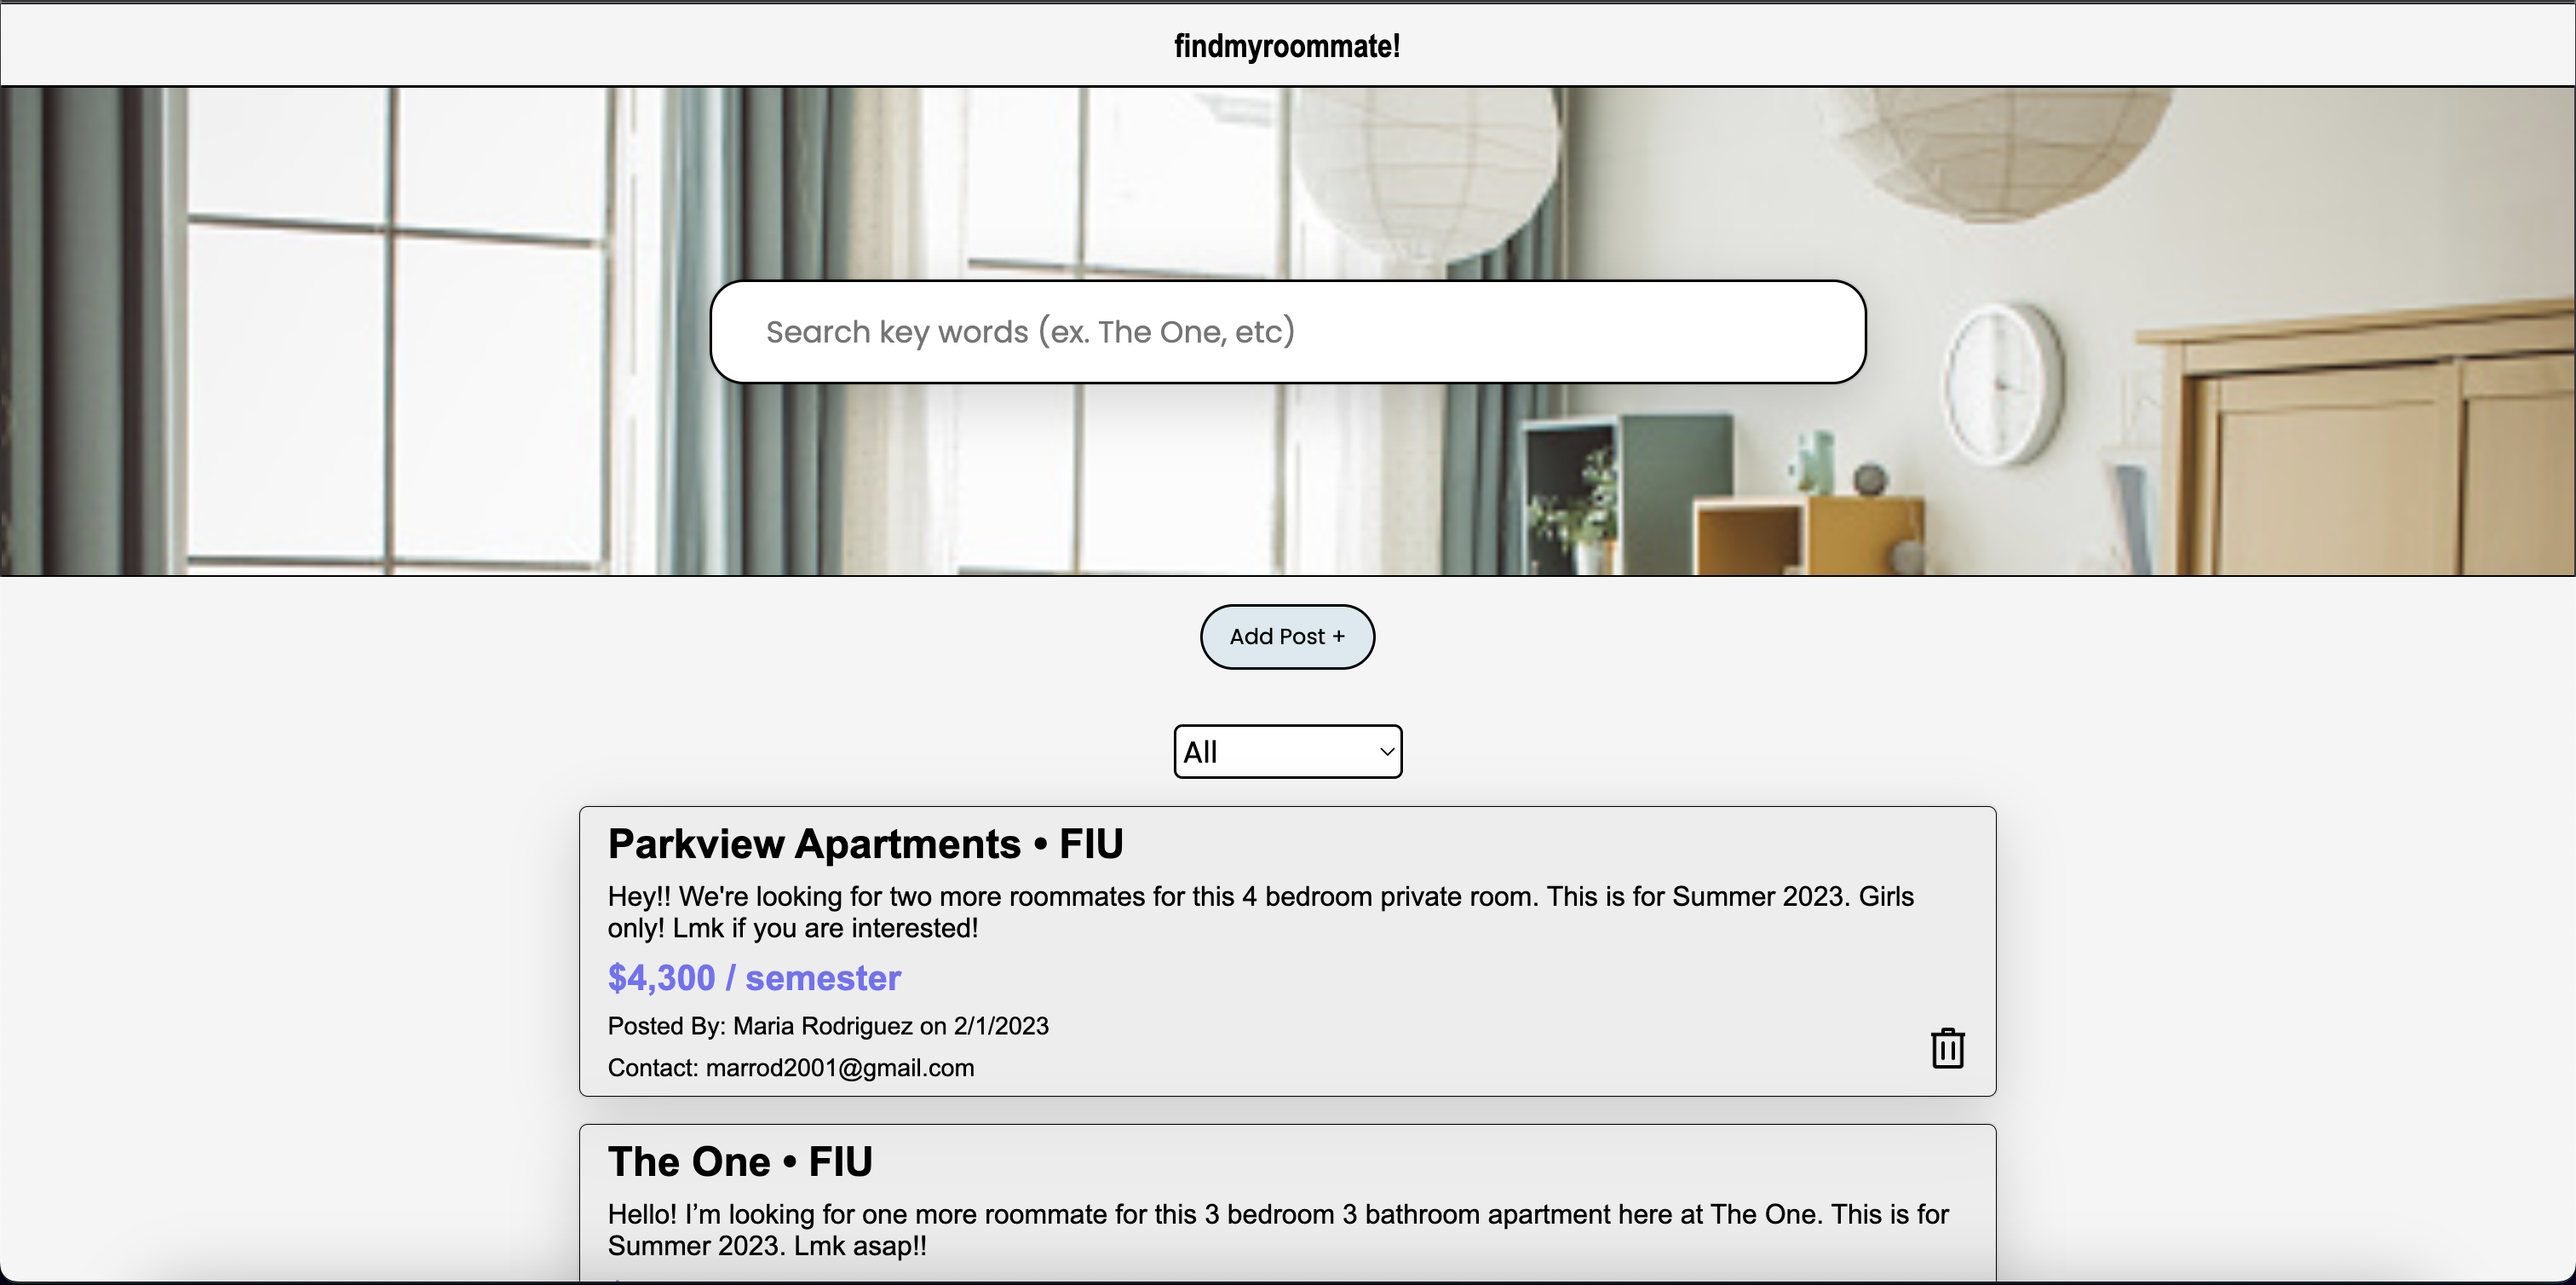 findmyroommate!
Search key words (ex. The One, etc)
Add Post +
All
Parkview Apartments • FIU
Hey!! We're looking for two more roommates for this 4 bedroom private room. This is for Summer 2023. Girls
only! Lmk if you are interested!
$4,300 / semester
Posted By: Maria Rodriguez on 2/1/2023
Contact: marrod2001@gmail.com
The One • FIU
Hello! I’m looking for one more roommate for this 3 bedroom 3 bathroom apartment here at The One. This is for
Summer 2023. Lmk asap!!